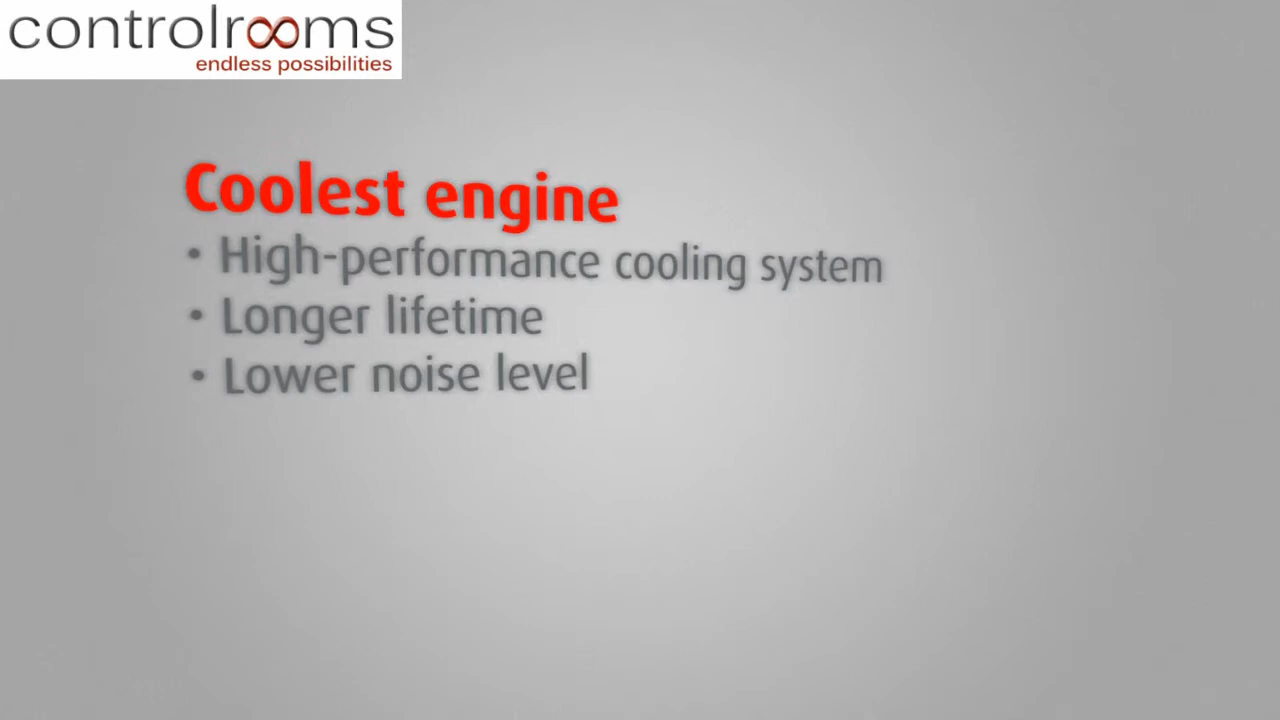 controlrooms
endless possibilities
Coolest engine
• High-performance cooling system
• Longer lifetime
• Lower noise level